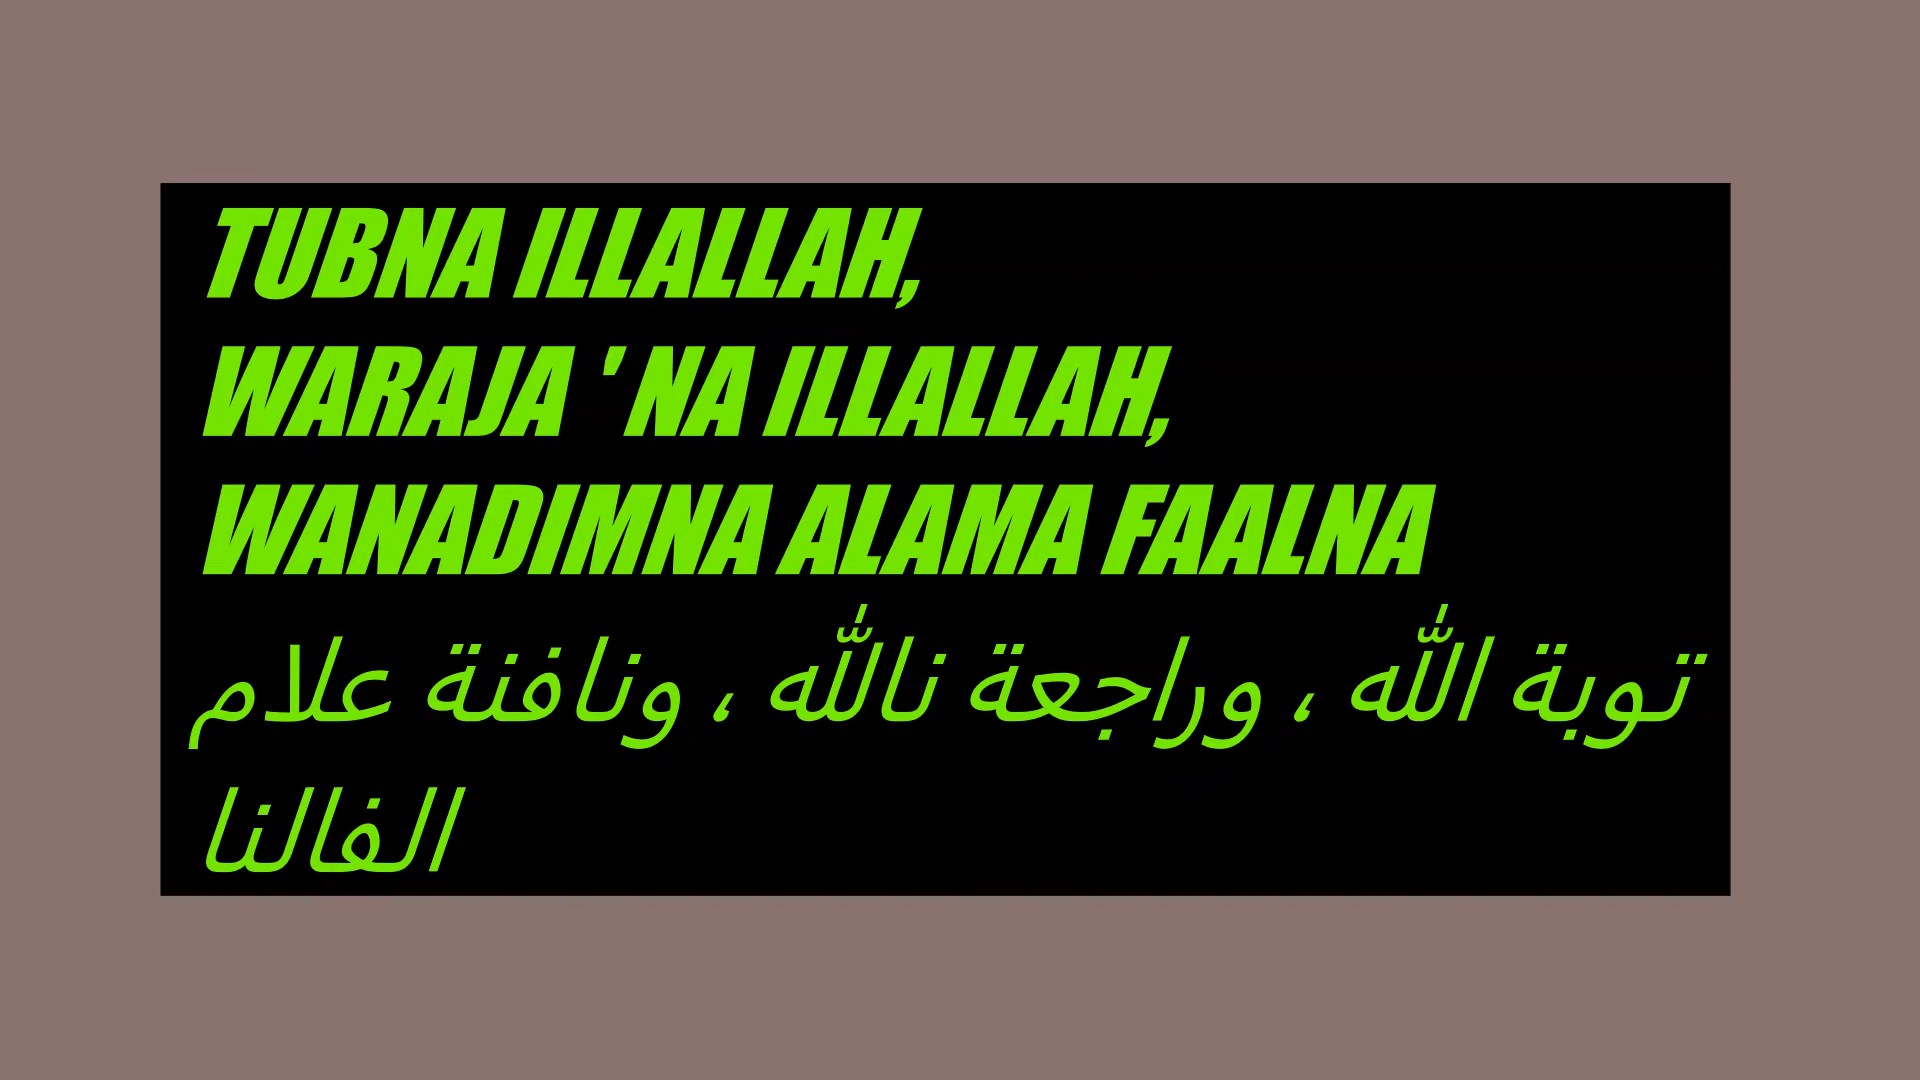 TUBNA ILLALLAH,
WARAJA ' NA ILLALLAH,
WANADIMNA ALAMA FAALNA
توبة الله ، وراجعة نالله ، ونافنة علام
الفالنا